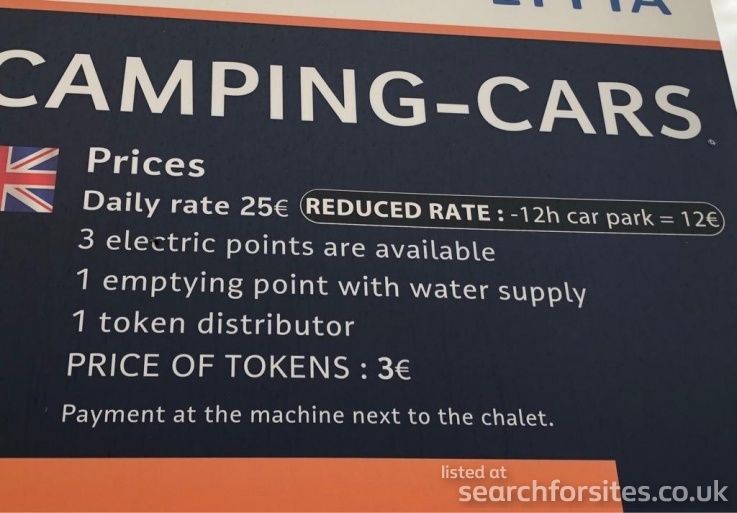 CAMPING-CARS
Prices
Daily rate 25€ REDUCED RATE : -12h car park = 12€
3 electric points are available
1 emptying point with water supply
1 token distributor
PRICE OF TOKENS : 3€
Payment at the machine next to the chalet.
listed at
searchforsites.co.uk